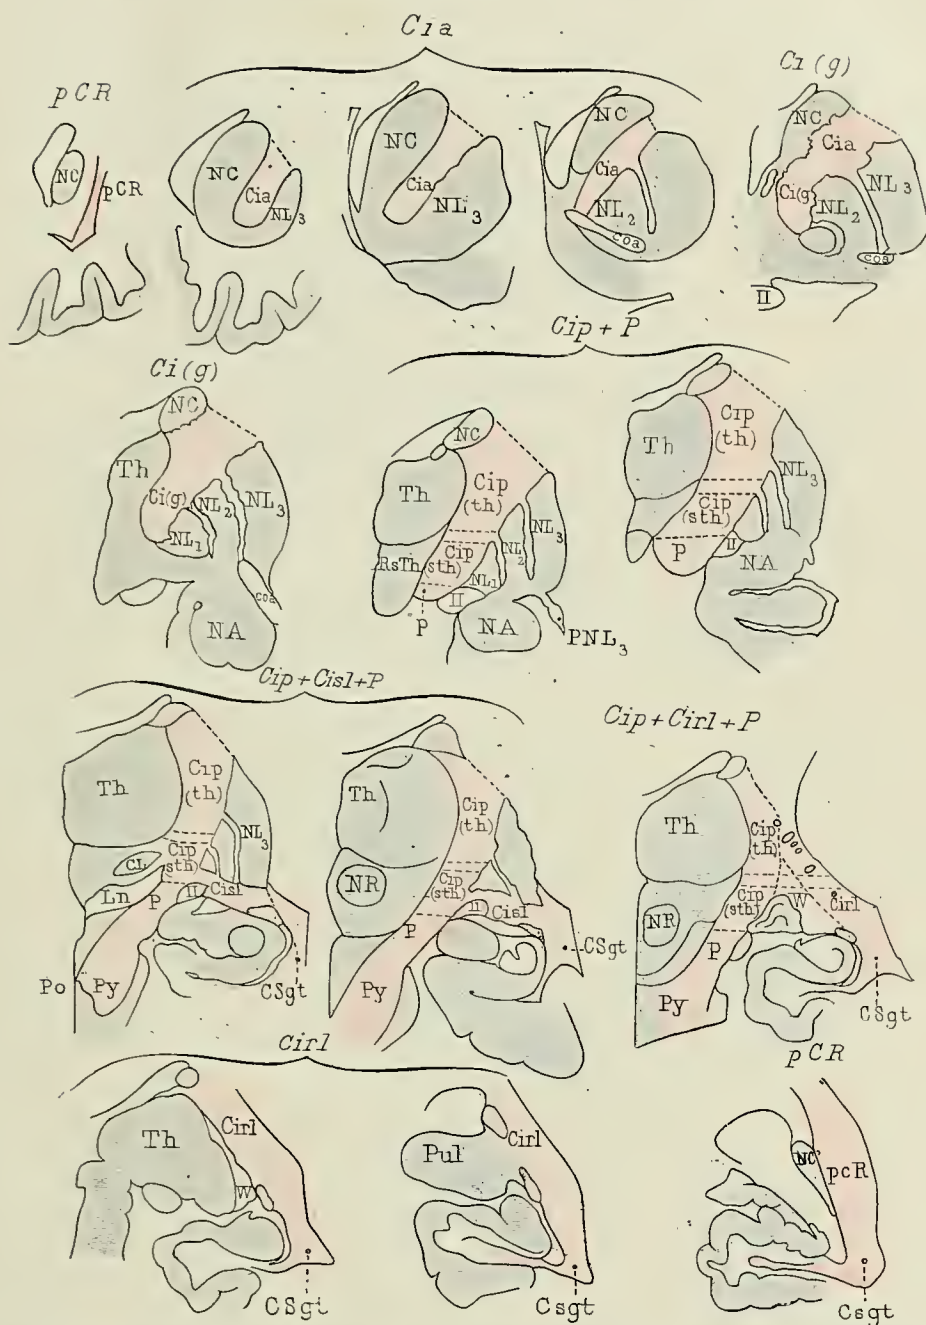 Cia
pCR
NC
pCR
NC
Cia
NL3
NC
Cia
NL3
NC
Cia
NL2
coa
Ci(g)
NC
Cia
Ci(g)
NL2
NL3
coa
II
Ci(g)
NC
Th
Ci(g)
NL2
NL3
NL1
coa
NA
Cip + P
NC
Th
Cip
(th)
NL3
NL2
RsTh
Cip
(sth)
NL1
II
P
NA
PNL3
Cip
(th)
Th
NL3
Cip
(sth)
P
II
NA
Cip+Cisl+P
Th
Cip
(th)
NL3
CL
Cip
(sth)
Ln
P
II
Cisl
Po
Py
CSgt
Th
Cip
(th)
NR
Cip
(sth)
II
Cisl
P
CSgt
Py
Cip+Cirl+P
Th
Cip
(th)
NR
Cip
(sth)
W
Cirl
P
Py
CSgt
Cirl
Th
Cirl
W
CSgt
Pul
Cirl
Csgt
pCR
NC'
pcR
Csgt